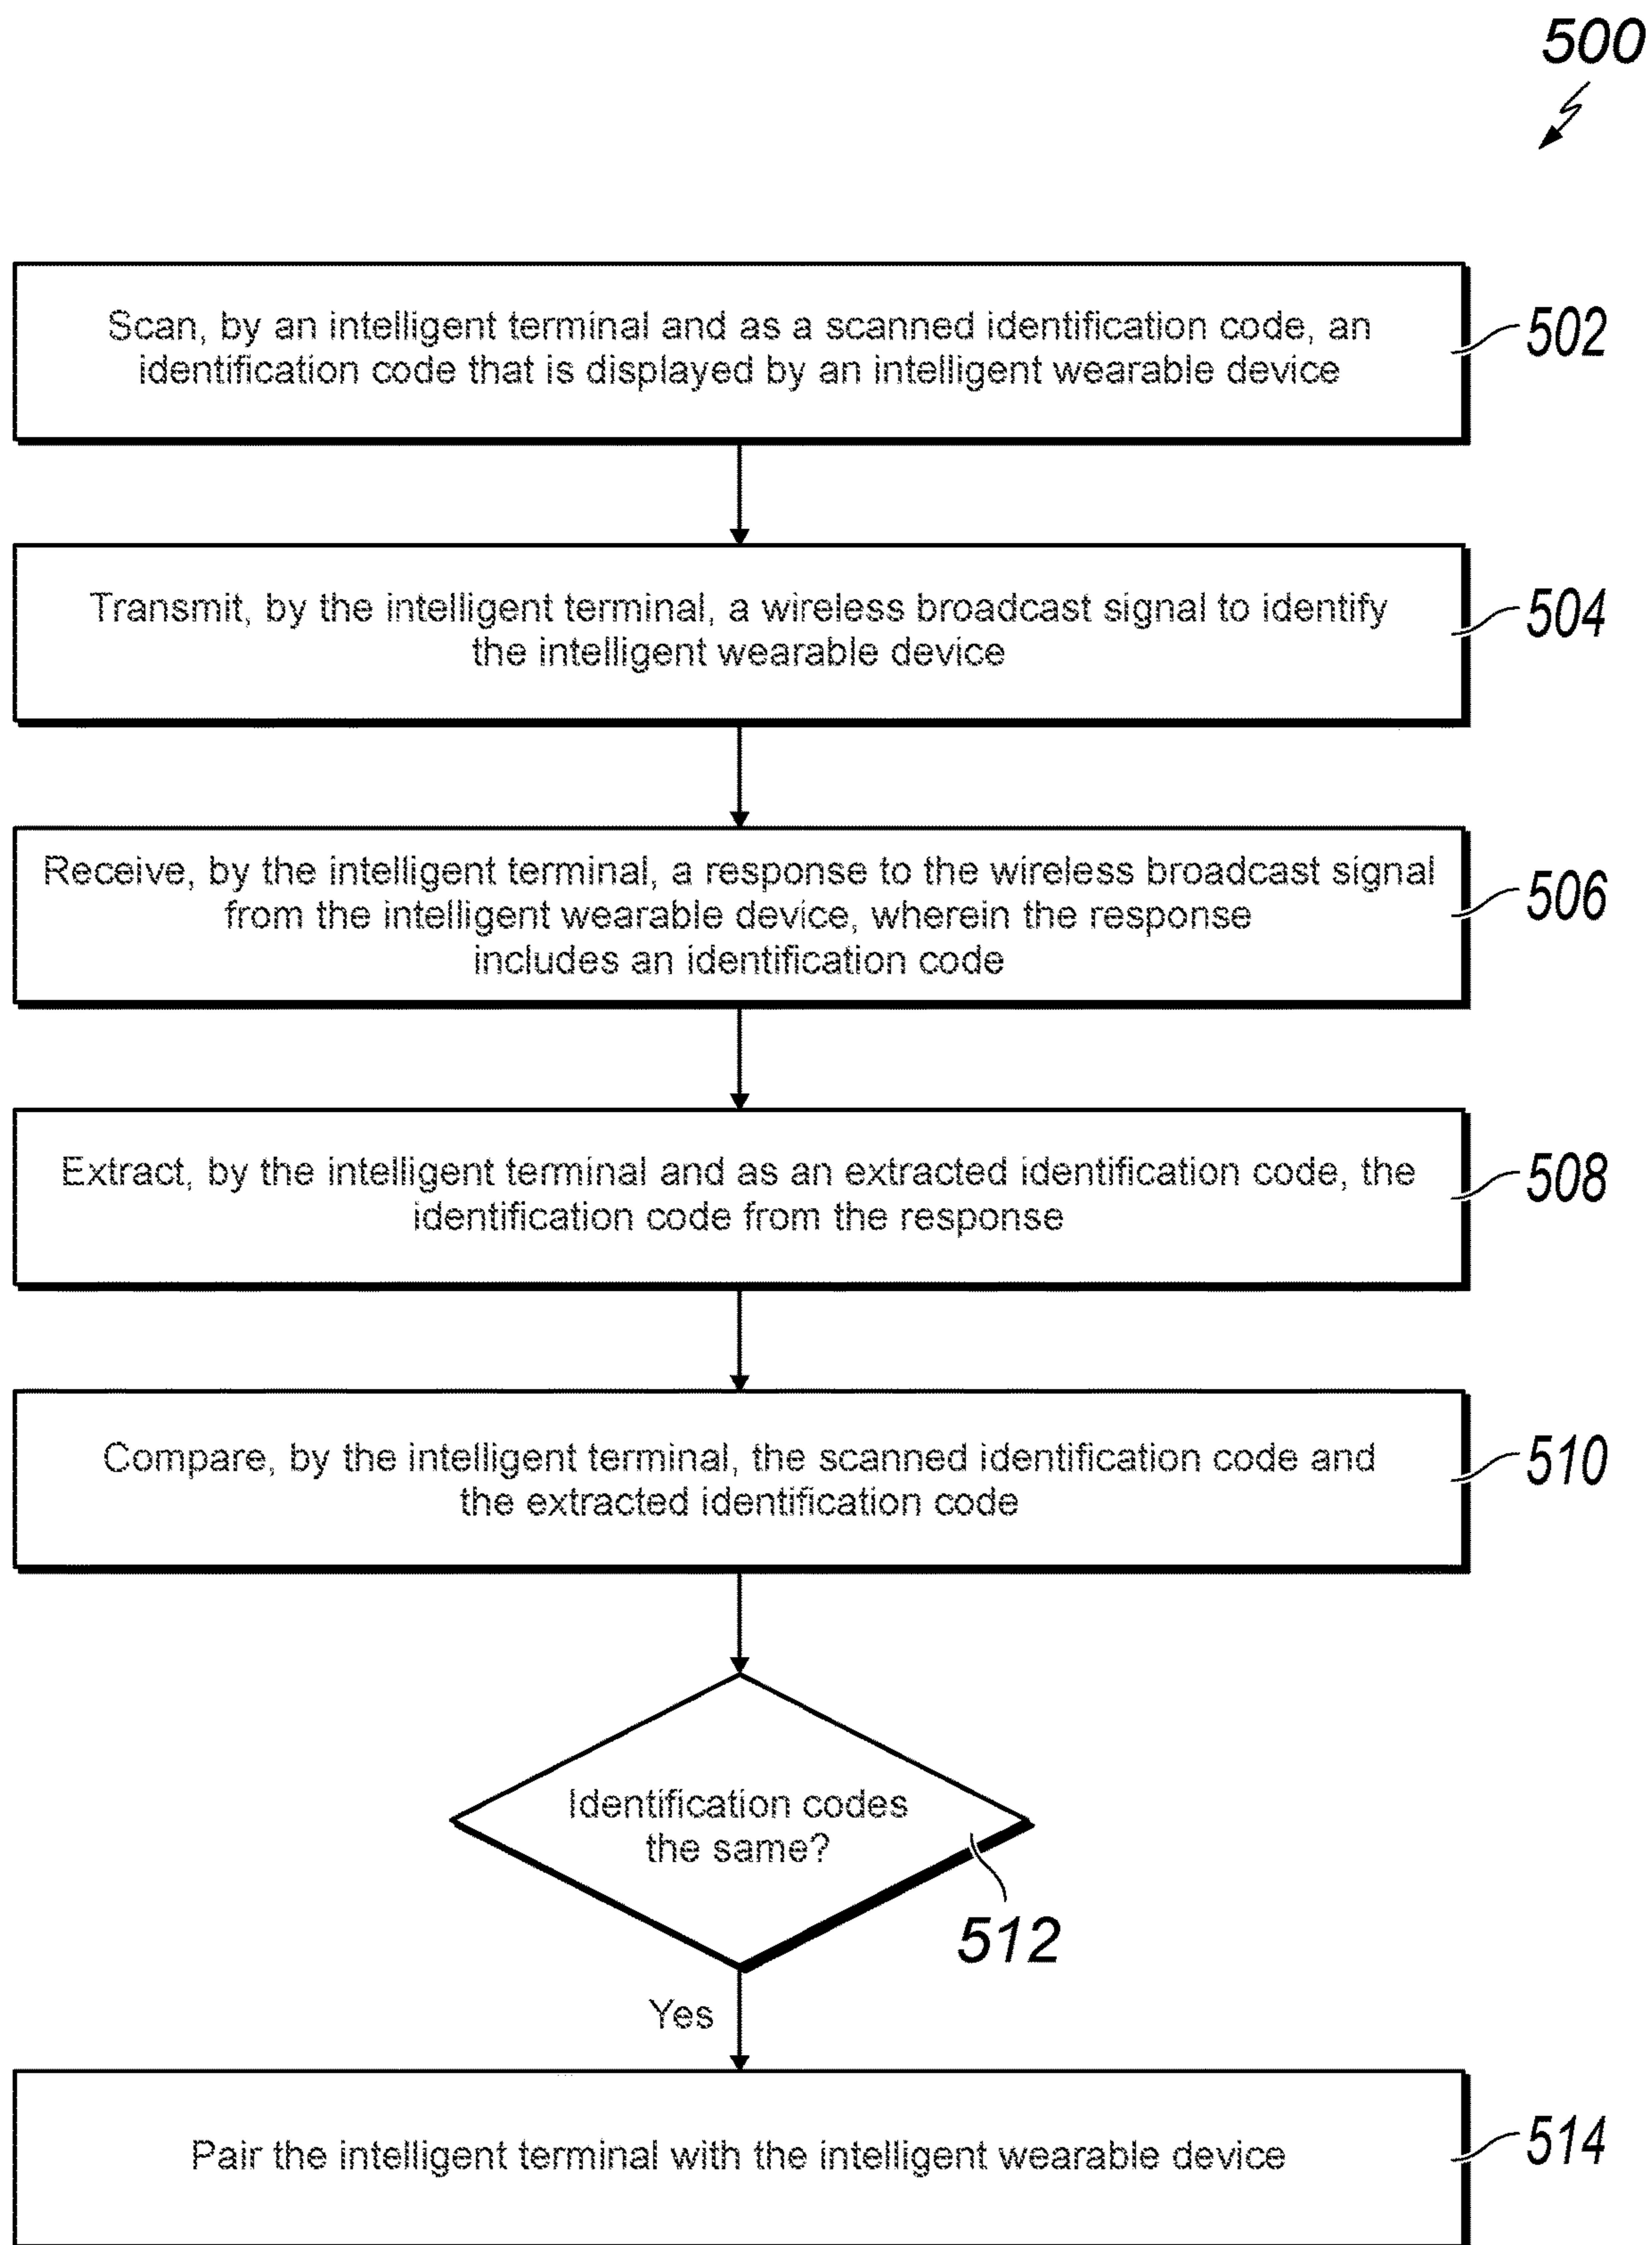 500
Scan, by an intelligent terminal and as a scanned identification code, an
identification code that is displayed by an intelligent wearable device
502
Transmit, by the intelligent terminal, a wireless broadcast signal to identify
the intelligent wearable device
504
Receive, by the intelligent terminal, a response to the wireless broadcast signal
from the intelligent wearable device, wherein the response
includes an identification code
506
Extract, by the intelligent terminal and as an extracted identification code, the
identification code from the response
508
Compare, by the intelligent terminal, the scanned identification code and
the extracted identification code
510
Identification codes
the same?
512
Yes
Pair the intelligent terminal with the intelligent wearable device
514